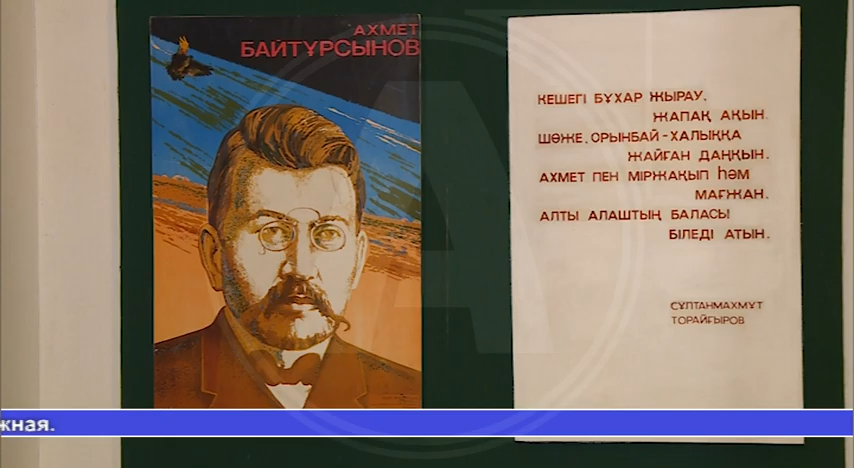 АХМЕТ
БАЙТҰРСЫНОВ
КЕШЕГІ БҰХАР ЖЫРАУ,
ЖАПАҚ АҚЫН.
ШӨЖЕ, ОРЫНБАЙ-ХАЛЫҚҚА
ЖАЙҒАН ДАҢҚЫН.
АХМЕТ ПЕН МІРЖАҚЫП ҺӘМ
МАҒЖАН.
АЛТЫ АЛАШТЫҢ БАЛАСЫ
БІЛЕДІ АТЫН.
СҰЛТАНМАХМҰТ
ТОРАЙҒЫРОВ
жная.